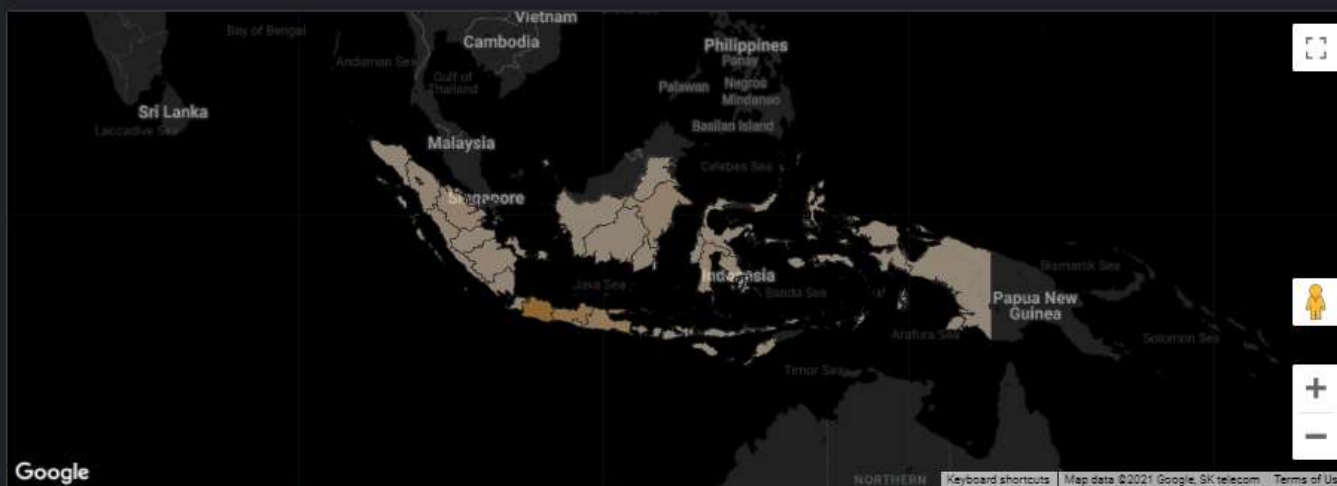 Vietnam
Bay of Bengal
Cambodia
Philippines
Panay
Andaman Sea
Gulf of
Thailand
Palawan
Negros
Mindanao
Sri Lanka
Laccadive Sea
Basilan Island
Malaysia
Celebes Sea
Singapore
Indonesia
Bismarck Sea
Java Sea
Banda Sea
Papua New
Guinea
Arafura Sea
Solomon Sea
Timor Sea
Google
NORTHERN
Keyboard shortcuts
Map data ©2021 Google, SK telecom
Terms of Us